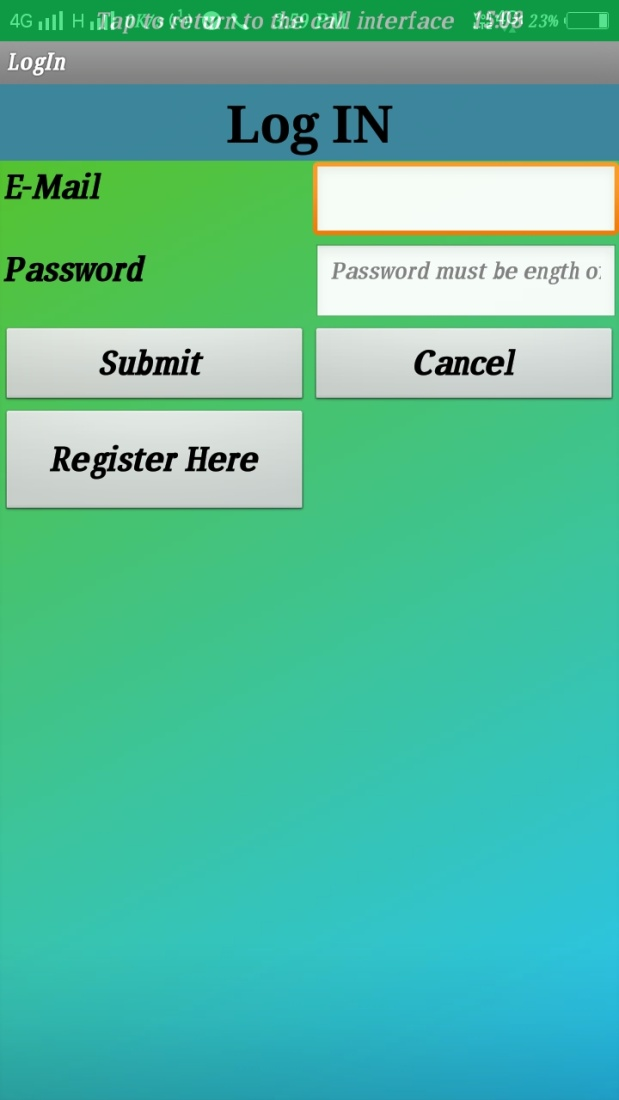 4G H Tap to return to the call interface 23%
LogIn
Log IN
E-Mail
Password Password must be ength o
Submit Cancel
Register Here